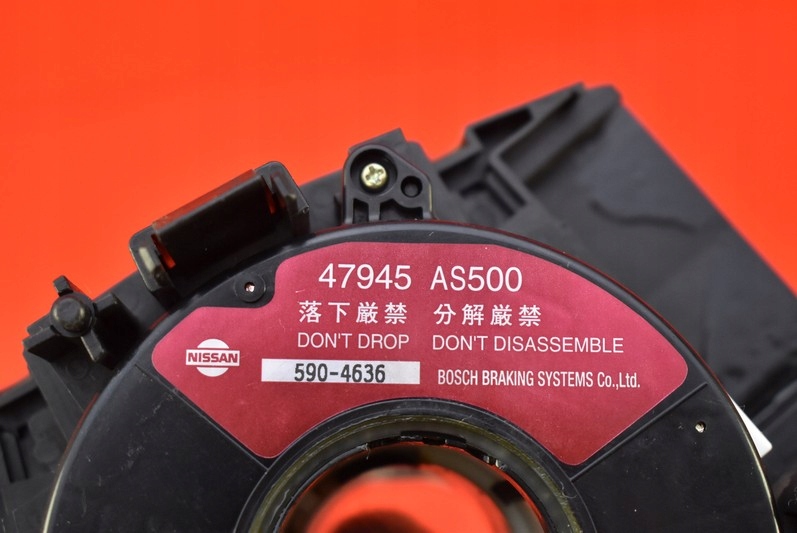 47945 AS500
落下厳禁 分解厳禁
DON'T DROP DON'T DISASSEMBLE
NISSAN
590-4636 BOSCH BRAKING SYSTEMS Co.,Ltd.